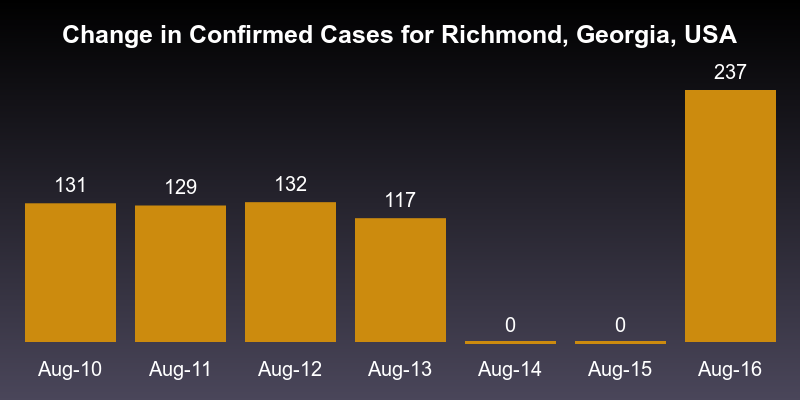 Change in Confirmed Cases for Richmond, Georgia, USA
237
131
129
132
117
0
0
Aug-10
Aug-11
Aug-12
Aug-13
Aug-14
Aug-15
Aug-16